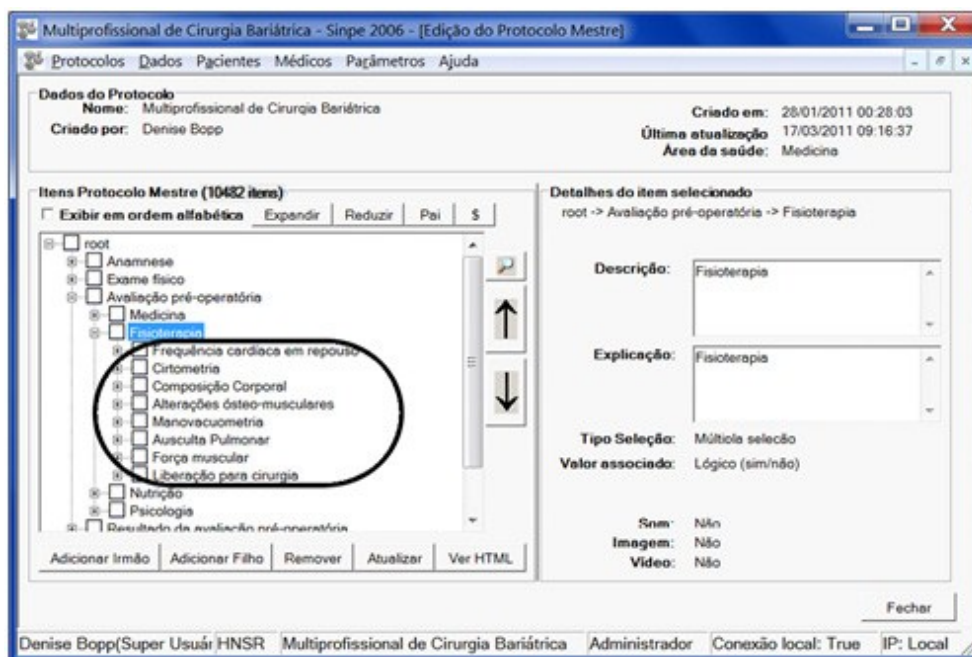 Multiprofissional de Cirurgia Bariátrica - Sinpe 2006 - [Edição do Protocolo Mestre]
Protocolos Dados Pacientes Médicos Parâmetros Ajuda
Dados do Protocolo
Nome: Multiprofissional de Cirurgia Bariátrica
Criado por: Denise Bopp
Criado em: 28/01/2011 00:28:03
Última atualização 17/03/2011 09:16:37
Área da saúde: Medicina
Itens Protocolo Mestre (10482 itens)
Exibir em ordem alfabética Expandir Reduzir Pai $
root
Anamnese
Exame físico
Avaliação pré-operatória
Medicina
Fisioterapia
Frequência cardíaca em repouso
Cirtometria
Composição Corporal
Alterações ósteo-musculares
Manovacuometria
Ausculta Pulmonar
Força muscular
Liberação para cirurgia
Nutrição
Psicologia
Resultado da avaliação pré-operatória
Adicionar Irmão Adicionar Filho Remover Atualizar Ver HTML
Detalhes do item selecionado
root -> Avaliação pré-operatória -> Fisioterapia
Descrição: Fisioterapia
Explicação: Fisioterapia
Tipo Seleção: Múltipla seleção
Valor associado: Lógico (sim/não)
Som: Não
Imagem: Não
Vídeo: Não
Fechar
Denise Bopp(Super Usuár HNSR Multiprofissional de Cirurgia Bariátrica Administrador Conexão local: True IP: Local